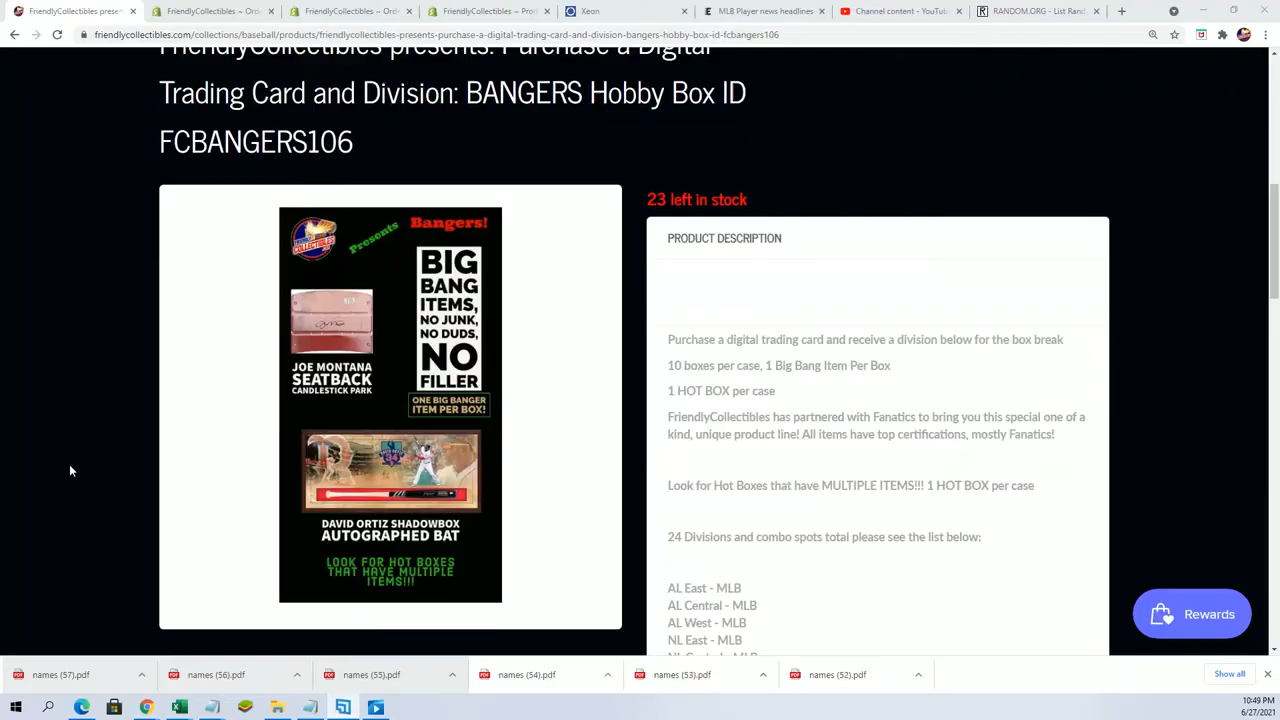 FriendlyCollectibles pres
FriendlyCollectibles ~ Orde
FriendlyCollectibles ~ Orde
FriendlyCollectibles ~ Prod
Xeon
MLB Player news headlines
Channel content - YouTube
RANDOM.ORG - List Rand
friendlycollectibles.com/collections/baseball/products/friendlycollectibles-presents-purchase-a-digital-trading-card-and-division-bangers-hobby-box-id-fcbangers106
FriendlyCollectibles presents: Purchase a Digital
Trading Card and Division: BANGERS Hobby Box ID
FCBANGERS106
Presents
Bangers!
BIG
BANG
ITEMS,
NO JUNK,
NO DUDS,
NO
FILLER
JOE MONTANA
SEATBACK
CANDLESTICK PARK
ONE BIG BANGER
ITEM PER BOX!
DAVID ORTIZ SHADOWBOX
AUTOGRAPHED BAT
LOOK FOR HOT BOXES
THAT HAVE MULTIPLE
ITEMS!!!
23 left in stock
PRODUCT DESCRIPTION
Purchase a digital trading card and receive a division below for the box break
10 boxes per case, 1 Big Bang Item Per Box
1 HOT BOX per case
FriendlyCollectibles has partnered with Fanatics to bring you this special one of a
kind, unique product line! All items have top certifications, mostly Fanatics!
Look for Hot Boxes that have MULTIPLE ITEMS!!! 1 HOT BOX per case
24 Divisions and combo spots total please see the list below:
AL East - MLB
AL Central - MLB
AL West - MLB
NL East - MLB
Rewards
names (57).pdf
names (56).pdf
names (55).pdf
names (54).pdf
names (53).pdf
names (52).pdf
Show all
10:49 PM
6/27/2021